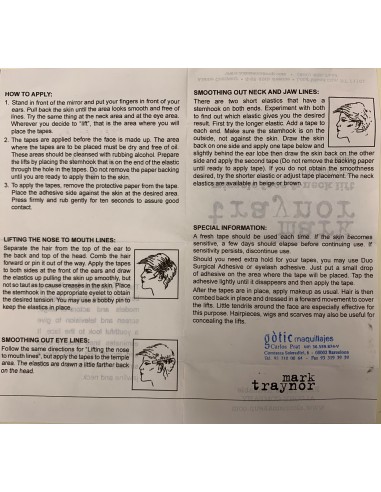 HOW TO APPLY:
1. Stand in front of the mirror and put your fingers in front of your
ears. Pull back the skin until the area looks smooth and free of
lines. Try the same thing at the neck area and at the eye area.
Wherever you decide to "lift", that is the area where you will
place the tapes.
2. The tapes are applied before the face is made up. The area
where the tapes are to be placed must be dry and free of oil.
These areas should be cleansed with rubbing alcohol. Prepare
the lifts by placing the stemhook that is on the end of the elastic
through the hole in the tapes. Do not remove the backing paper
until you are ready to apply them to the skin.
3. To apply the tapes, remove the protective paper from the tape.
Place the adhesive side against the skin at the desired area.
Press firmly and rub gently for ten seconds to assure good
contact.
LIFTING THE NOSE TO MOUTH LINES:
Separate the hair from the top of the ear to
the back and top of the head. Comb the hair
forward or pin it out of the way. Apply the tapes
to both sides at the front of the ears and draw
the elastics up pulling the skin up smoothly, but
not so taut as to cause creases in the skin. Place
the stemhook in the appropriate eyelet to obtain
the desired tension. You may use a bobby pin to
keep the elastics in place.
SMOOTHING OUT EYE LINES:
Follow the same directions for "Lifting the nose
to mouth lines", but apply the tapes to the temple
area. The elastics are drawn a little farther back
on the head.
SMOOTHING OUT NECK AND JAW LINES:
There are two short elastics that have a
stemhook on both ends. Experiment with both
to find out which elastic gives you the desired
result. First try the longer elastic. Add a tape to
each end. Make sure the stemhook is on the
outside, not against the skin. Draw the skin
back on one side and apply one tape below and
slightly behind the ear lobe then draw the skin back on the other
side and apply the second tape (Do not remove the backing paper
until ready to apply tape). If you do not obtain the smoothness
desired, try the shorter elastic or adjust tape placement. The neck
elastics are available in beige or brown.
SPECIAL INFORMATION:
A fresh tape should be used each time. If the skin becomes
sensitive, a few days should elapse before continue use. If
sensitivity persists, discontinue use.
Should you need extra hold for your tapes, you may use Duo
Surgical Adhesive or eyelash adhesive. Just put a small drop
of adhesive on the area where the tape will be placed. Tap the
adhesive lightly until it disappears and then apply the tape.
After the tapes are in place, apply makeup as usual. Hair is then
combed back in place and dressed in a forward movement to cover
the lifts. Little tendrils around the face are especially effective for
this purpose. Hairpieces, wigs and scarves may also be useful for
concealing the lifts.
gòtic maquillajes
Carlos Prat
mark
traynor